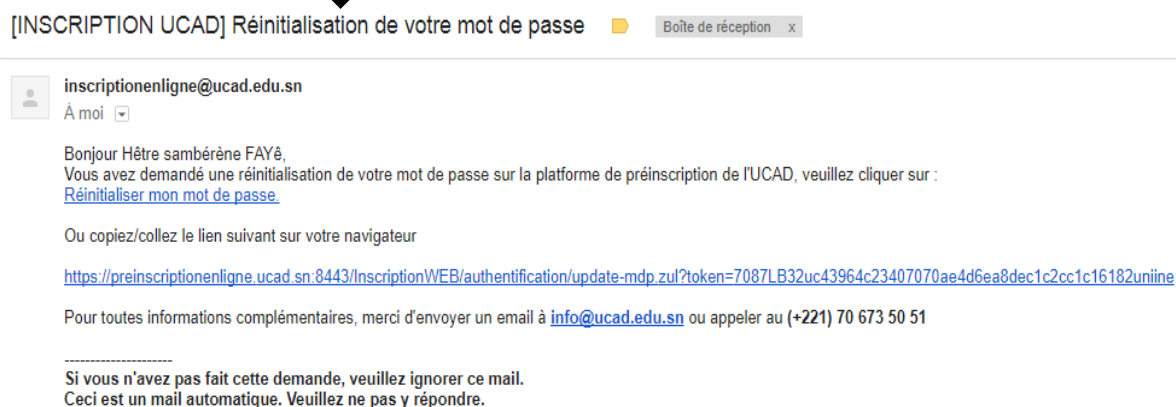 [INSCRIPTION UCAD] Réinitialisation de votre mot de passe Boîte de réception x
inscriptionenligne@ucad.edu.sn
À moi
Bonjour Hêtre sambérène FAYê,
Vous avez demandé une réinitialisation de votre mot de passe sur la platforme de préinscription de l'UCAD, veuillez cliquer sur :
Réinitialiser mon mot de passe.
Ou copiez/collez le lien suivant sur votre navigateur
https://preinscriptionenligne.ucad.sn:8443/InscriptionWEB/authentification/update-mdp.zul?token=7087LB32uc43964c23407070ae4d6ea8dec1c2cc1c16182uniine
Pour toutes informations complémentaires, merci d'envoyer un email à info@ucad.edu.sn ou appeler au (+221) 70 673 50 51
---------------------
Si vous n'avez pas fait cette demande, veuillez ignorer ce mail.
Ceci est un mail automatique. Veuillez ne pas y répondre.